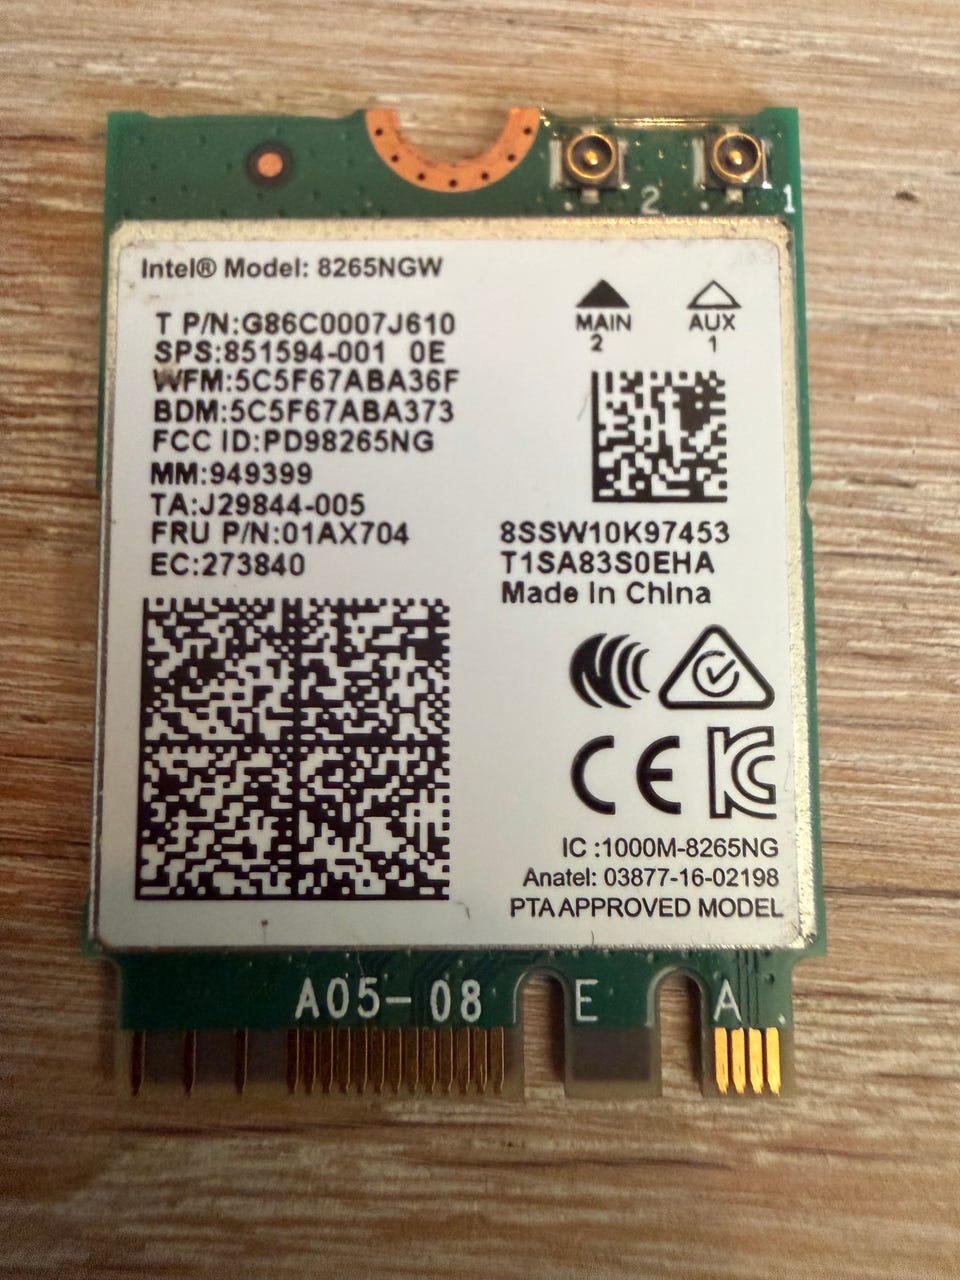 2
1
Intel® Model: 8265NGW
T P/N:G86C0007J610
SPS:851594-001 0E
WFM:5C5F67ABA36F
BDM:5C5F67ABA373
FCC ID:PD98265NG
MM:949399
TA:J29844-005
FRU P/N:01AX704
EC:273840
MAIN
2
AUX
1
8SSW10K97453
T1SA83S0EHA
Made In China
CE
IC :1000M-8265NG
Anatel: 03877-16-02198
PTA APPROVED MODEL
A05-08
E
A